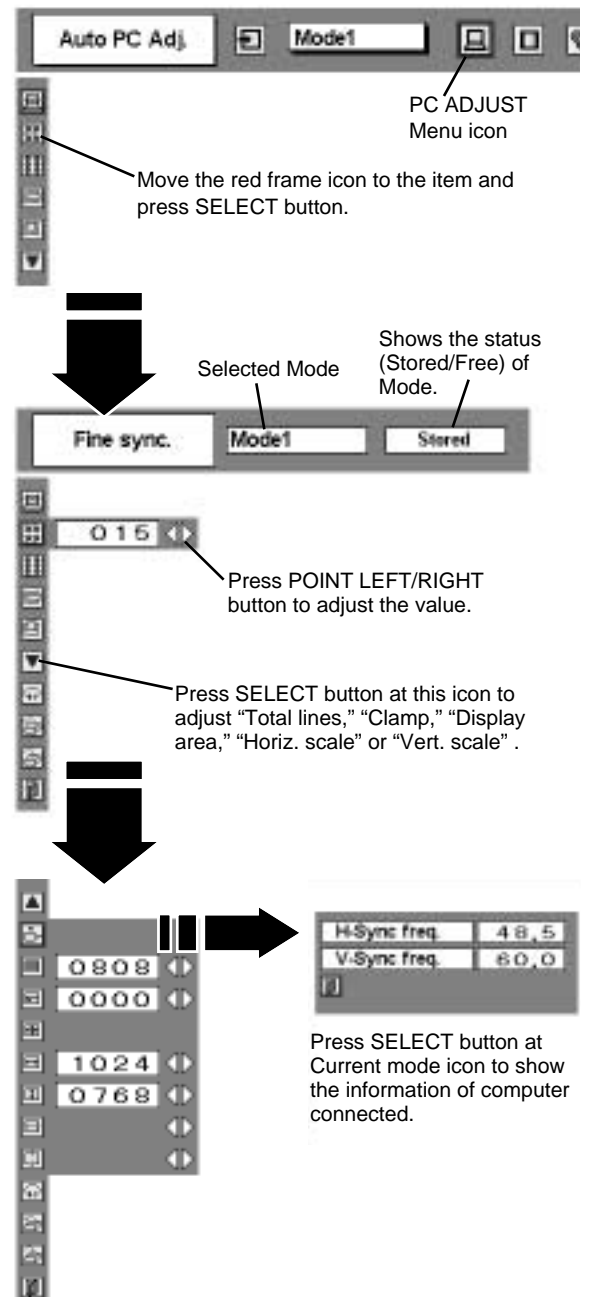 Auto PC Adj.
Mode1
PC ADJUST
Menu icon
Move the red frame icon to the item and
press SELECT button.
Shows the status
(Stored/Free) of
Mode.
Selected Mode
Fine sync.
Mode1
Stored
015
Press POINT LEFT/RIGHT
button to adjust the value.
Press SELECT button at this icon to
adjust “Total lines,” “Clamp,” “Display
area,” “Horiz. scale” or “Vert. scale” .
H-Sync freq. 48,5
V-Sync freq. 60,0
0808
0000
1024
0768
Press SELECT button at
Current mode icon to show
the information of computer
connected.